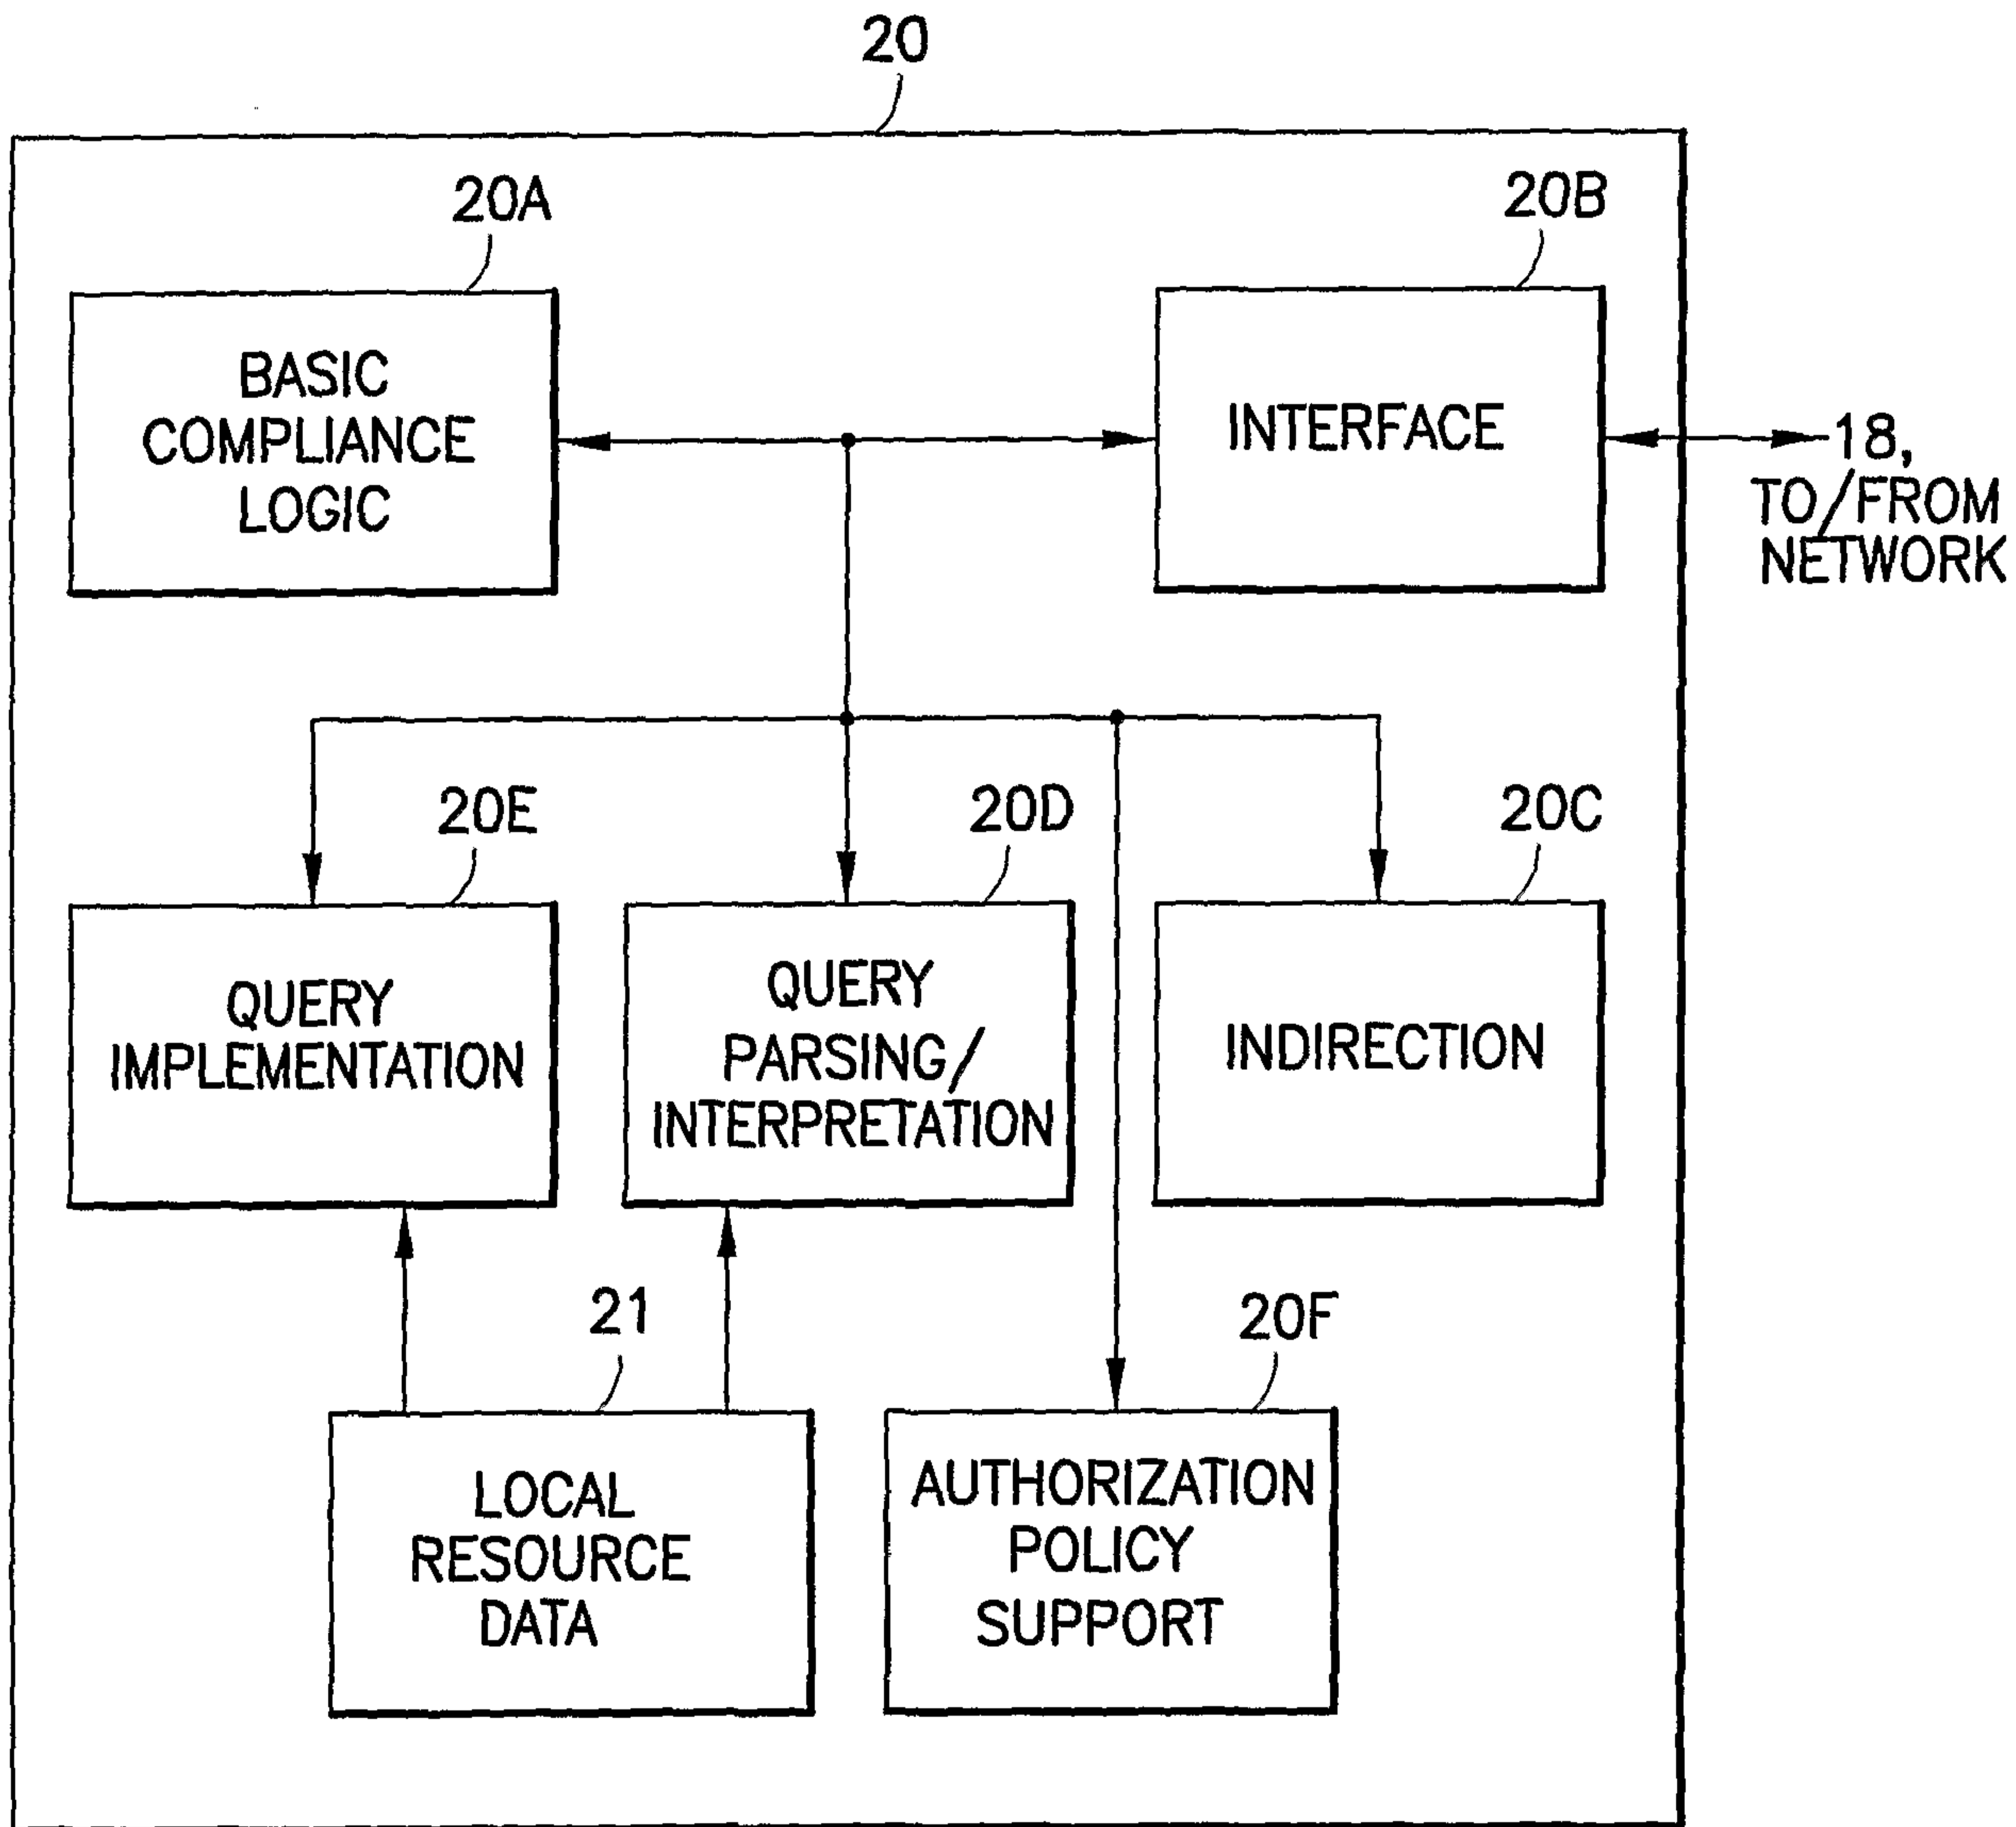 20
20A
20B
BASIC
COMPLIANCE
LOGIC
INTERFACE
18,
TO/FROM
NETWORK
20E
20D
20C
QUERY
IMPLEMENTATION
QUERY
PARSING/
INTERPRETATION
INDIRECTION
21
20F
LOCAL
RESOURCE
DATA
AUTHORIZATION
POLICY
SUPPORT